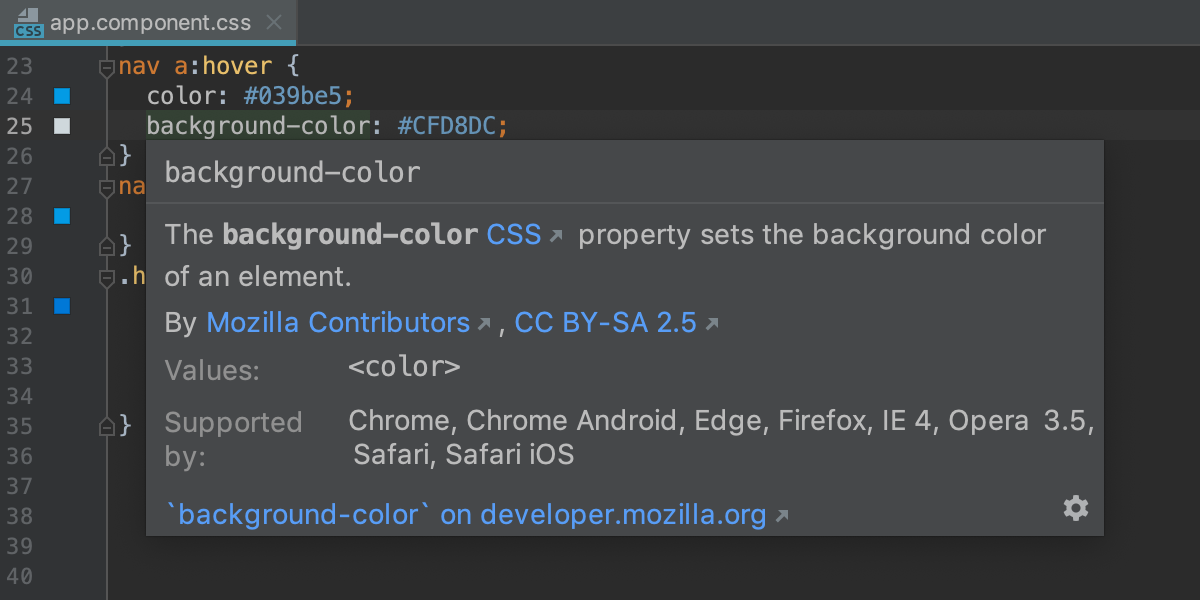 CSS app.component.css
23 nav a:hover {
24 color: #039be5;
25 background-color: #CFD8DC;
26 }
27 na
28
29 }
30 .h
31
32
33
34
35 }
36
37
38
39
40
background-color
The background-color CSS property sets the background color
of an element.
By Mozilla Contributors, CC BY-SA 2.5
Values: <color>
Supported by: Chrome, Chrome Android, Edge, Firefox, IE 4, Opera 3.5,
Safari, Safari iOS
`background-color` on developer.mozilla.org